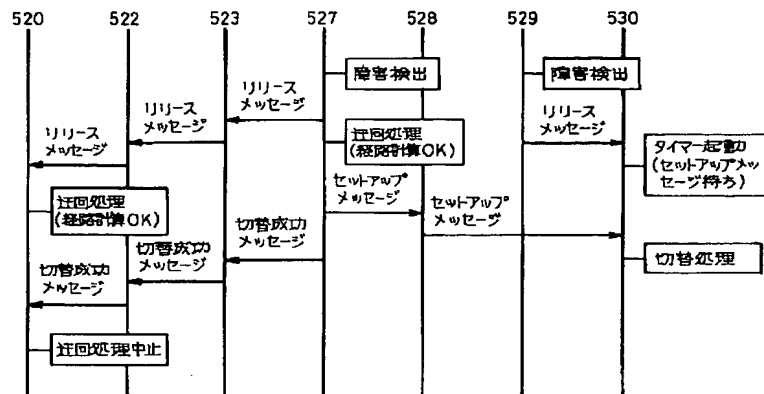 520 522 523 527 528 529 530
障害検出
障害検出
リリース
メッセージ
リリース
メッセージ
リリース
メッセージ
リリース
メッセージ
迂回処理
(経路計算OK)
タイマー起動
(セットアップメッ
セージ待ち)
迂回処理
(経路計算OK)
セットアップ
メッセージ
セットアップ
メッセージ
切替成功
メッセージ
切替成功
メッセージ
切替成功
メッセージ
切替処理
迂回処理中止